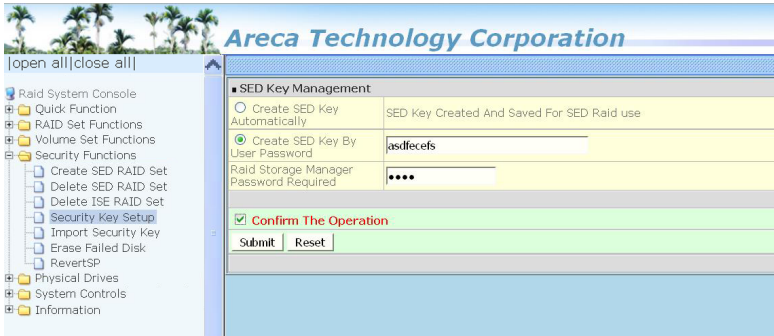 Areca Technology Corporation
|open all|close all|
Raid System Console
Quick Function
RAID Set Functions
Volume Set Functions
Security Functions
Create SED RAID Set
Delete SED RAID Set
Delete ISE RAID Set
Security Key Setup
Import Security Key
Erase Failed Disk
RevertSP
Physical Drives
System Controls
Information
SED Key Management
Create SED Key
Automatically
SED Key Created And Saved For SED Raid use
Create SED Key By
User Password
asdfecefs
Raid Storage Manager
Password Required
••••
Confirm The Operation
Submit
Reset